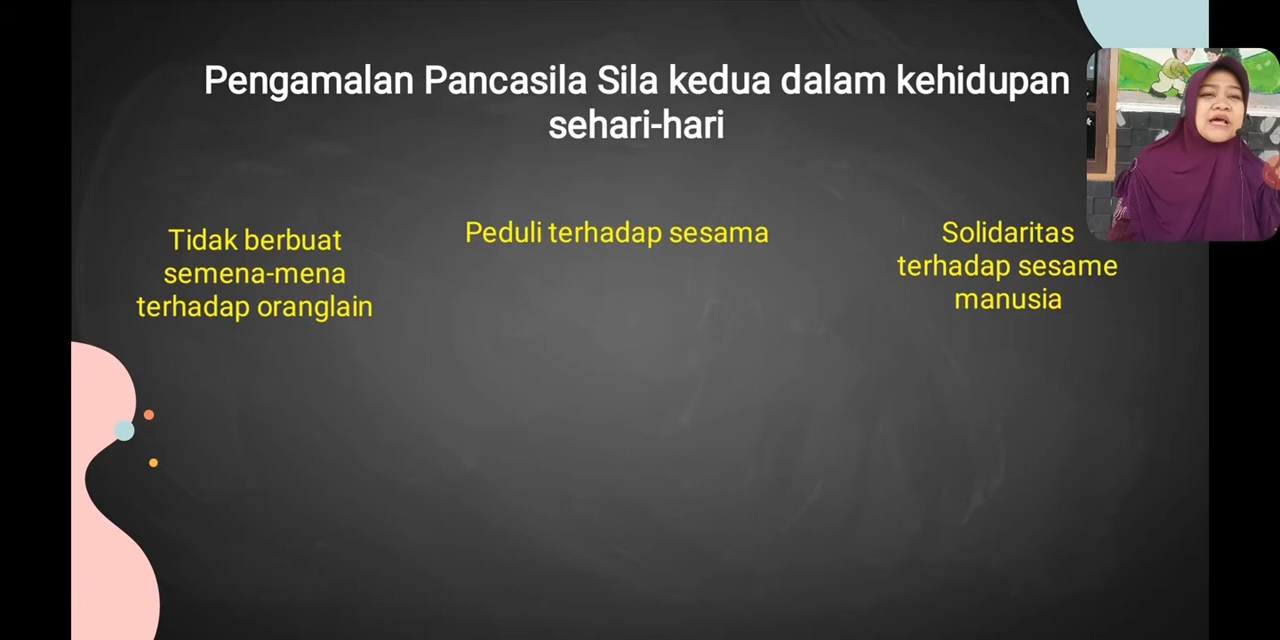 Pengamalan Pancasila Sila kedua dalam kehidupan
sehari-hari
Tidak berbuat
semena-mena
terhadap oranglain
Peduli terhadap sesama
Solidaritas
terhadap sesame
manusia